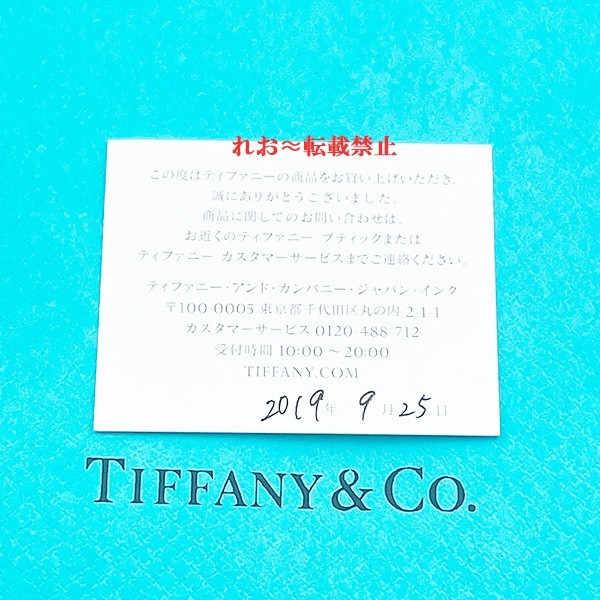 れお〜転載禁止
この度はティファニーの商品をお買い上げいただき、
誠にありがとうございました。
商品に関してのお問い合わせは、
お近くのティファニー ブティックまたは
ティファニー カスタマーサービスまでご連絡ください。
ティファニー・アンド・カンパニー・ジャパン・インク
〒100 0005 東京都千代田区丸の内 2-1-1
カスタマーサービス 0120 488 712
受付時間 10:00〜20:00
TIFFANY.COM
2019年 9月25日
TIFFANY & CO.